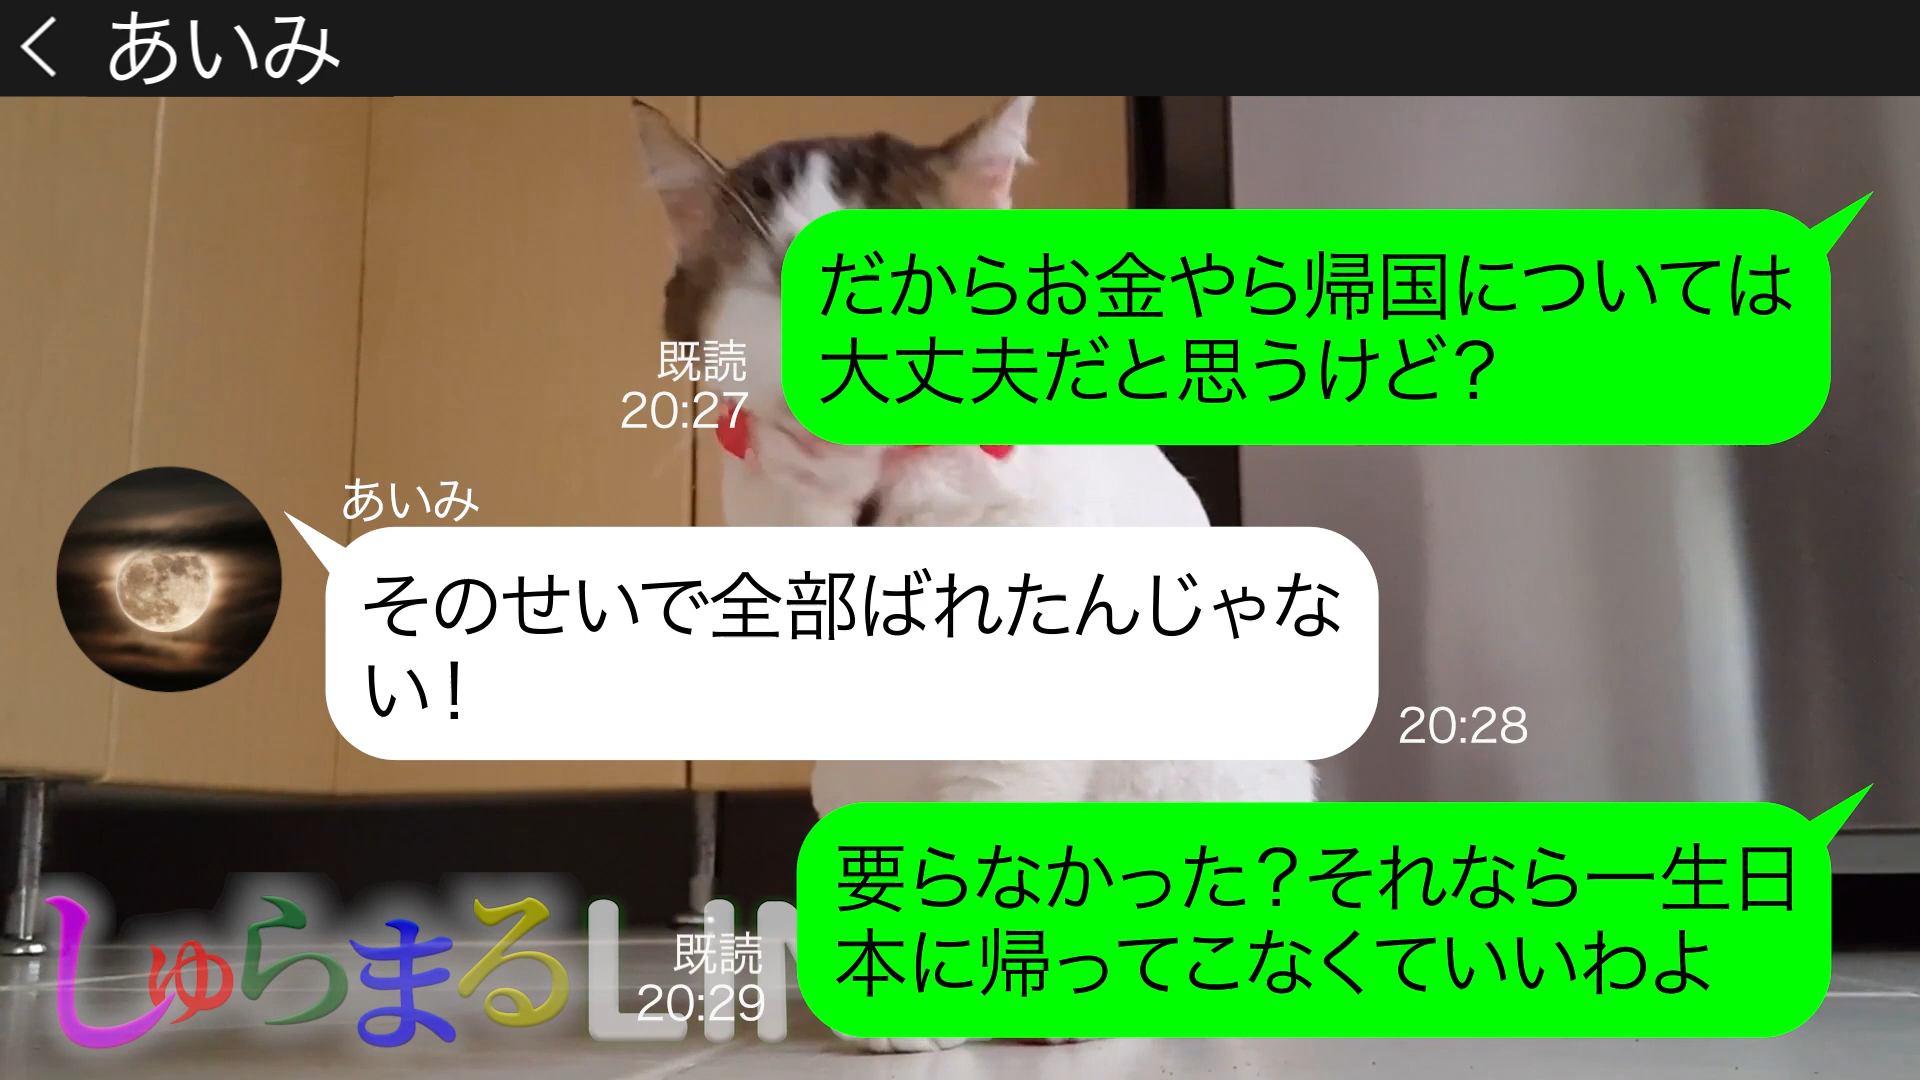 あいみ
だからお金やら帰国については
大丈夫だと思うけど？
既読
20:27
あいみ
そのせいで全部ばれたんじゃな
い！
20:28
要らなかった？それなら一生日
本に帰ってこなくていいわよ
既読
20:29
しゅらまるLIN